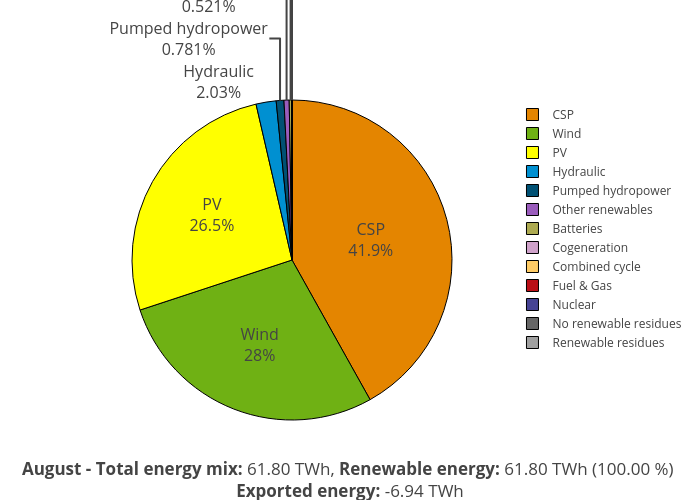 0.521%
Pumped hydropower
0.781%
Hydraulic
2.03%
PV
26.5%
CSP
41.9%
Wind
28%
CSP
Wind
PV
Hydraulic
Pumped hydropower
Other renewables
Batteries
Cogeneration
Combined cycle
Fuel & Gas
Nuclear
No renewable residues
Renewable residues
August - Total energy mix: 61.80 TWh, Renewable energy: 61.80 TWh (100.00 %)
Exported energy: -6.94 TWh